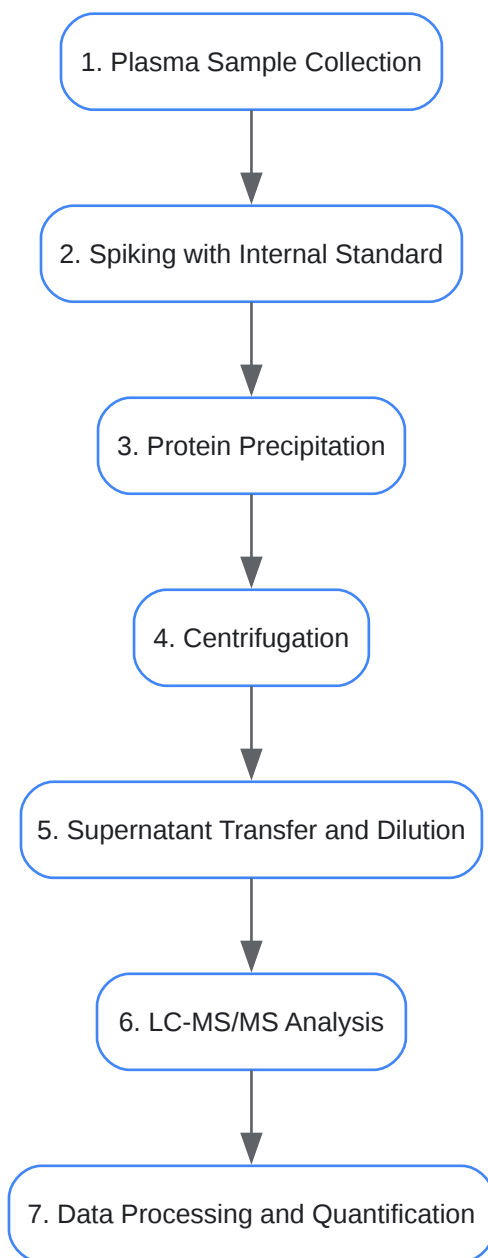 1. Plasma Sample Collection
2. Spiking with Internal Standard
3. Protein Precipitation
4. Centrifugation
5. Supernatant Transfer and Dilution
6. LC-MS/MS Analysis
7. Data Processing and Quantification